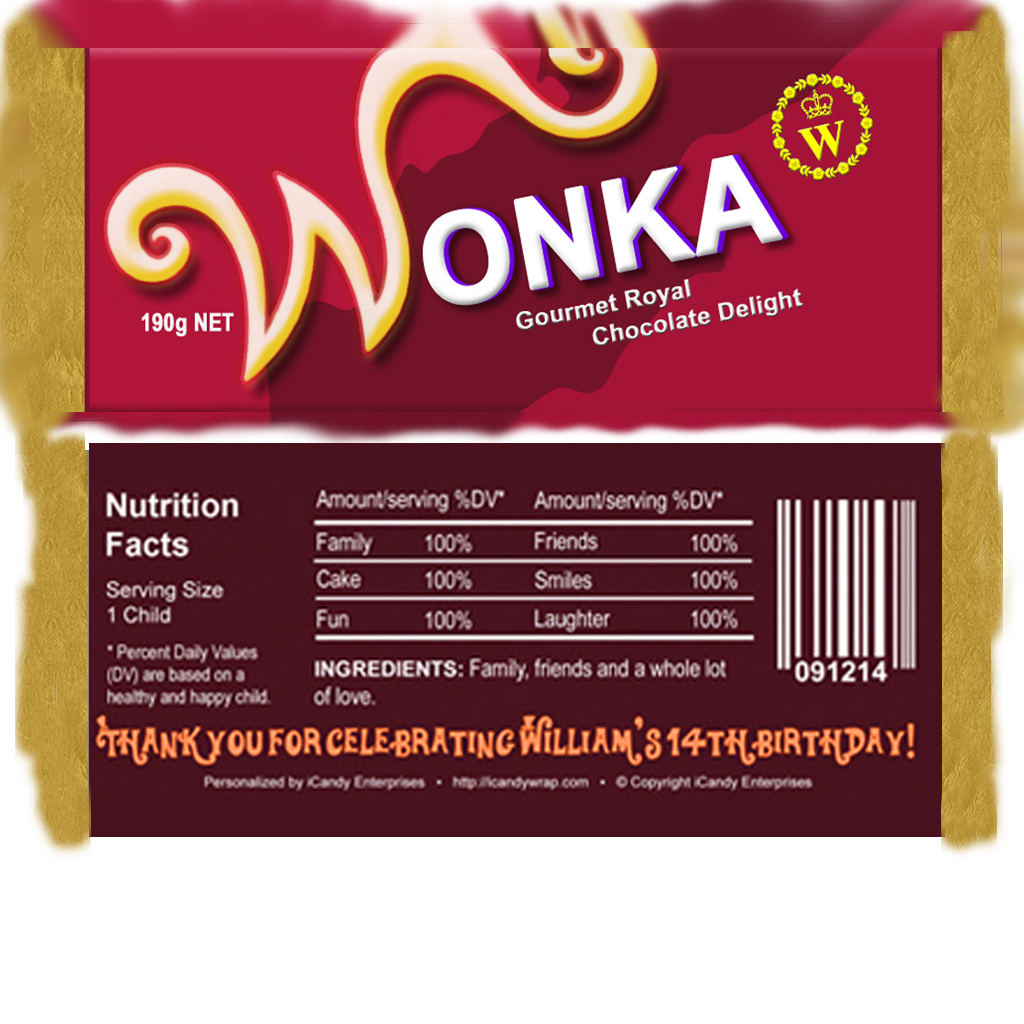 WONKA
W
Gourmet Royal
Chocolate Delight
190g NET
Nutrition
Facts
Serving Size
1 Child
* Percent Daily Values
(DV) are based on a
healthy and happy child.
Amount/serving %DV* Amount/serving %DV*
Family 100% Friends 100%
Cake 100% Smiles 100%
Fun 100% Laughter 100%
INGREDIENTS: Family, friends and a whole lot
of love.
091214
THANK YOU FOR CELEBRATING WILLIAM'S 14TH BIRTHDAY!
Personalized by iCandy Enterprises • http://icandywrap.com • © Copyright iCandy Enterprises